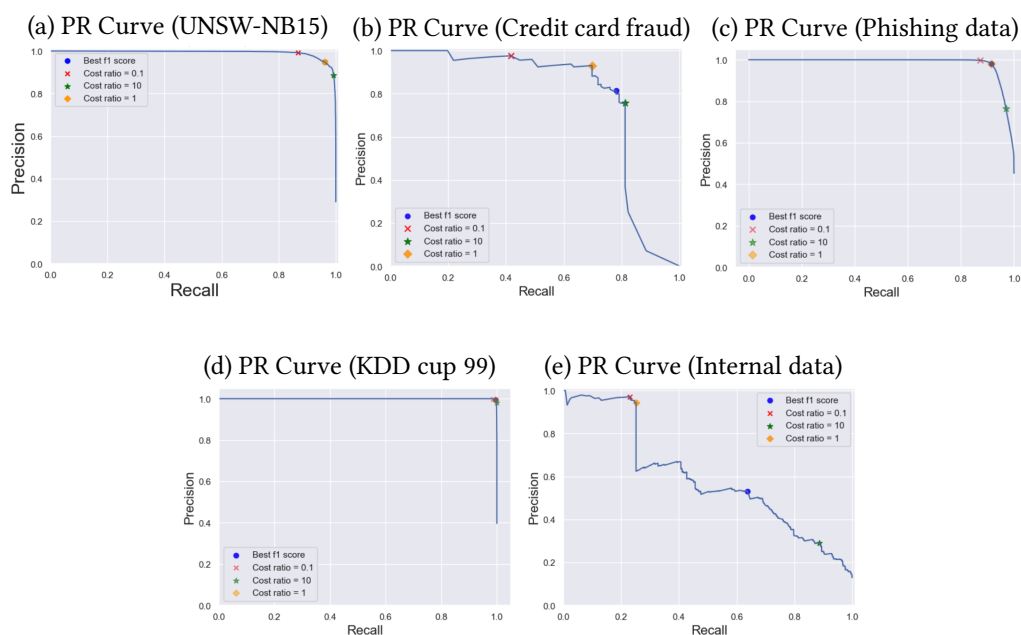 (a) PR Curve (UNSW-NB15)
1.0
0.8
0.6
0.4
0.2
0.0
Precision
Best f1 score
Cost ratio = 0.1
Cost ratio = 10
Cost ratio = 1
0.0 0.2 0.4 0.6 0.8 1.0
Recall
(b) PR Curve (Credit card fraud)
1.0
0.8
0.6
0.4
0.2
0.0
Precision
Best f1 score
Cost ratio = 0.1
Cost ratio = 10
Cost ratio = 1
0.0 0.2 0.4 0.6 0.8 1.0
Recall
(c) PR Curve (Phishing data)
1.0
0.8
0.6
0.4
0.2
0.0
Precision
Best f1 score
Cost ratio = 0.1
Cost ratio = 10
Cost ratio = 1
0.0 0.2 0.4 0.6 0.8 1.0
Recall
(d) PR Curve (KDD cup 99)
1.0
0.8
0.6
0.4
0.2
0.0
Precision
Best f1 score
Cost ratio = 0.1
Cost ratio = 10
Cost ratio = 1
0.0 0.2 0.4 0.6 0.8 1.0
Recall
(e) PR Curve (Internal data)
1.0
0.8
0.6
0.4
0.2
0.0
Precision
Best f1 score
Cost ratio = 0.1
Cost ratio = 10
Cost ratio = 1
0.0 0.2 0.4 0.6 0.8 1.0
Recall